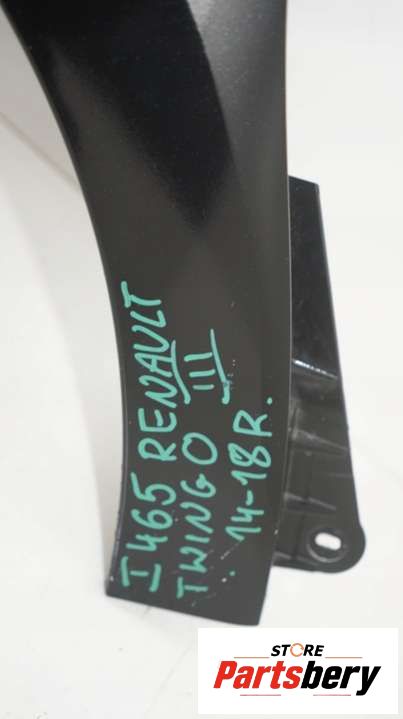 I465 RENAULT
TWINGO III
14-18R.
STORE
Partsbery